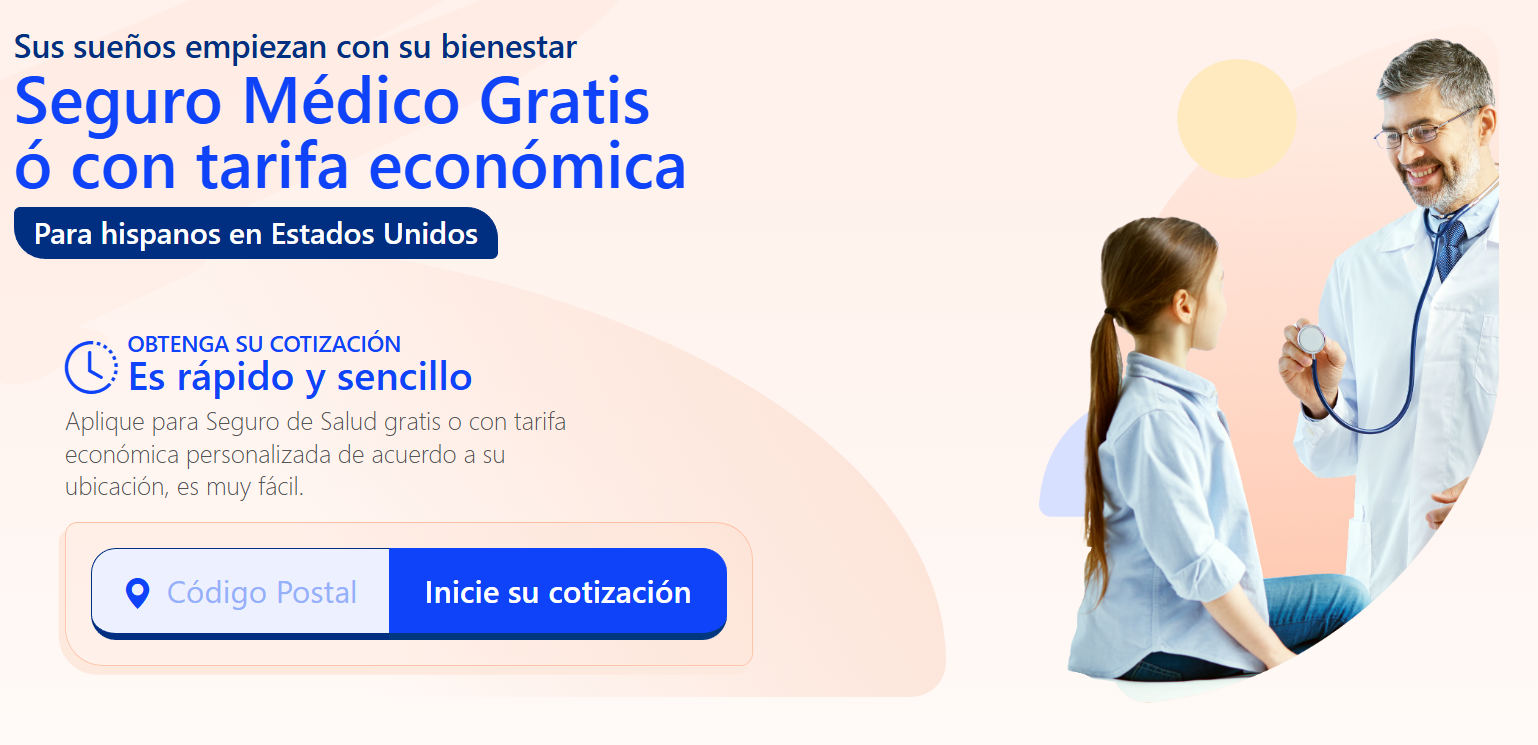 Sus sueños empiezan con su bienestar
Seguro Médico Gratis
ó con tarifa económica
Para hispanos en Estados Unidos
OBTENGA SU COTIZACIÓN
Es rápido y sencillo
Aplique para Seguro de Salud gratis o con tarifa
económica personalizada de acuerdo a su
ubicación, es muy fácil.
Código Postal
Inicie su cotización